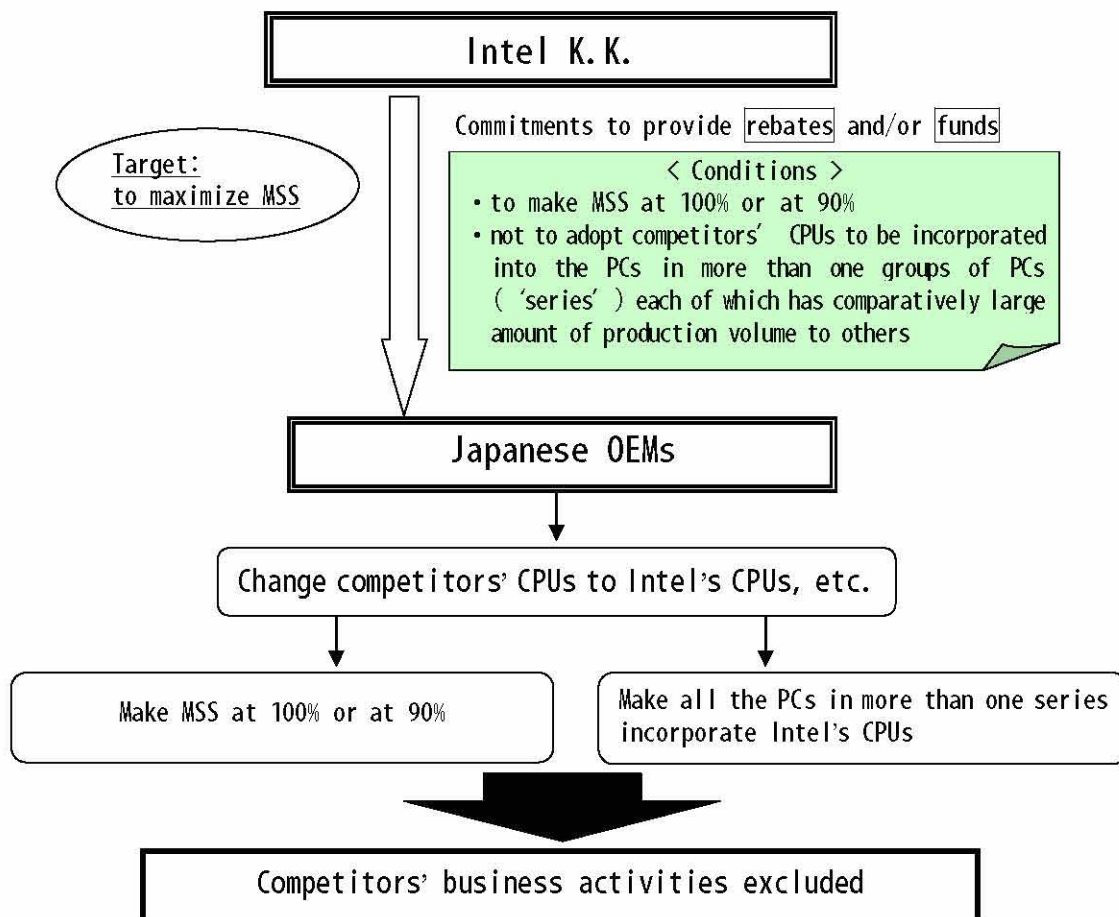 Intel K.K.
Commitments to provide rebates and/or funds
Target:
to maximize MSS
< Conditions >
・to make MSS at 100% or at 90%
・not to adopt competitors’ CPUs to be incorporated
into the PCs in more than one groups of PCs
( ‘series’ ) each of which has comparatively large
amount of production volume to others
Japanese OEMs
Change competitors’ CPUs to Intel’s CPUs, etc.
Make MSS at 100% or at 90%
Make all the PCs in more than one series
incorporate Intel’s CPUs
Competitors’ business activities excluded